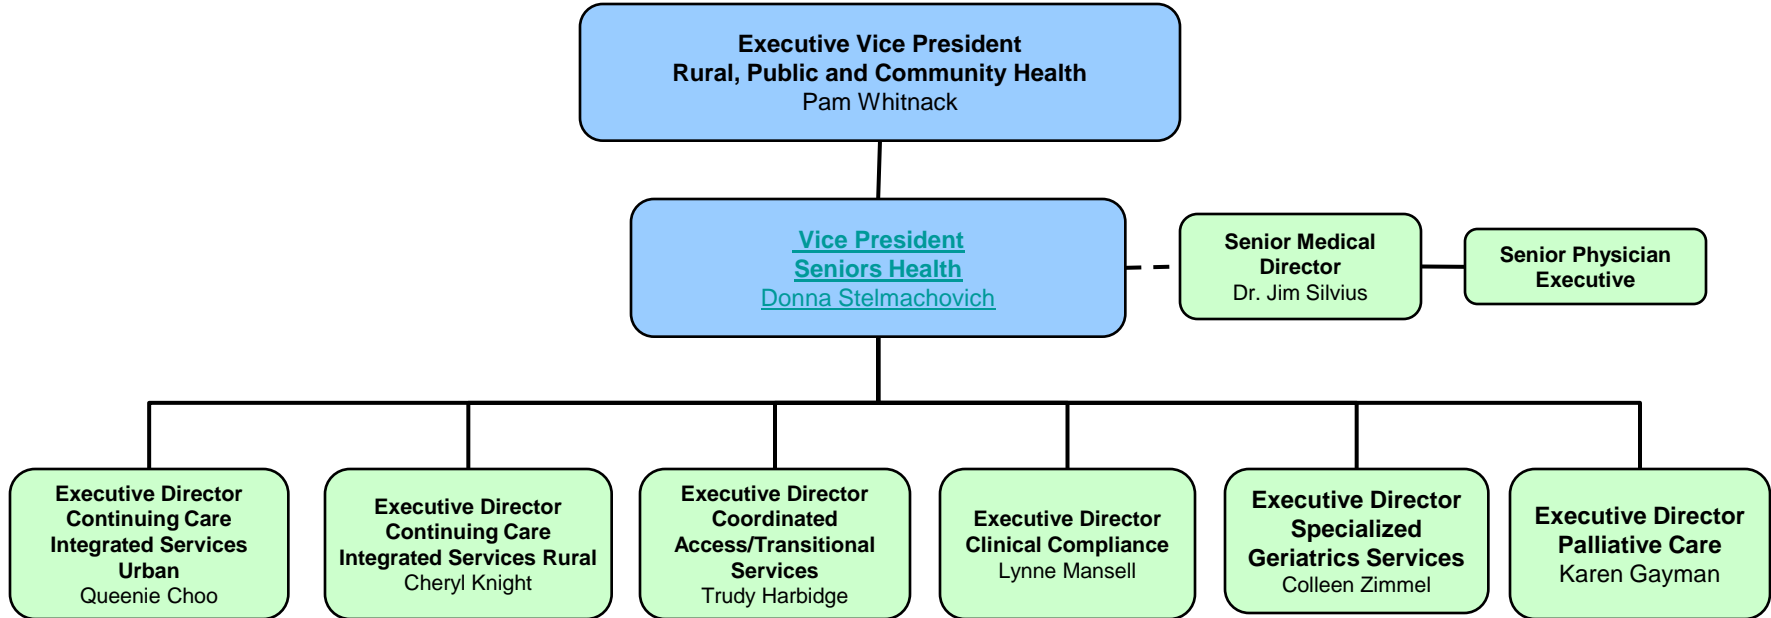 Executive Vice President
Rural, Public and Community Health
Pam Whitnack
Vice President
Seniors Health
Donna Stelmachovich
Senior Medical
Director
Dr. Jim Silvius
Senior Physician
Executive
Executive Director
Continuing Care
Integrated Services
Urban
Queenie Choo
Executive Director
Continuing Care
Integrated Services Rural
Cheryl Knight
Executive Director
Coordinated
Access/Transitional
Services
Trudy Harbidge
Executive Director
Clinical Compliance
Lynne Mansell
Executive Director
Specialized
Geriatrics Services
Colleen Zimmel
Executive Director
Palliative Care
Karen Gayman